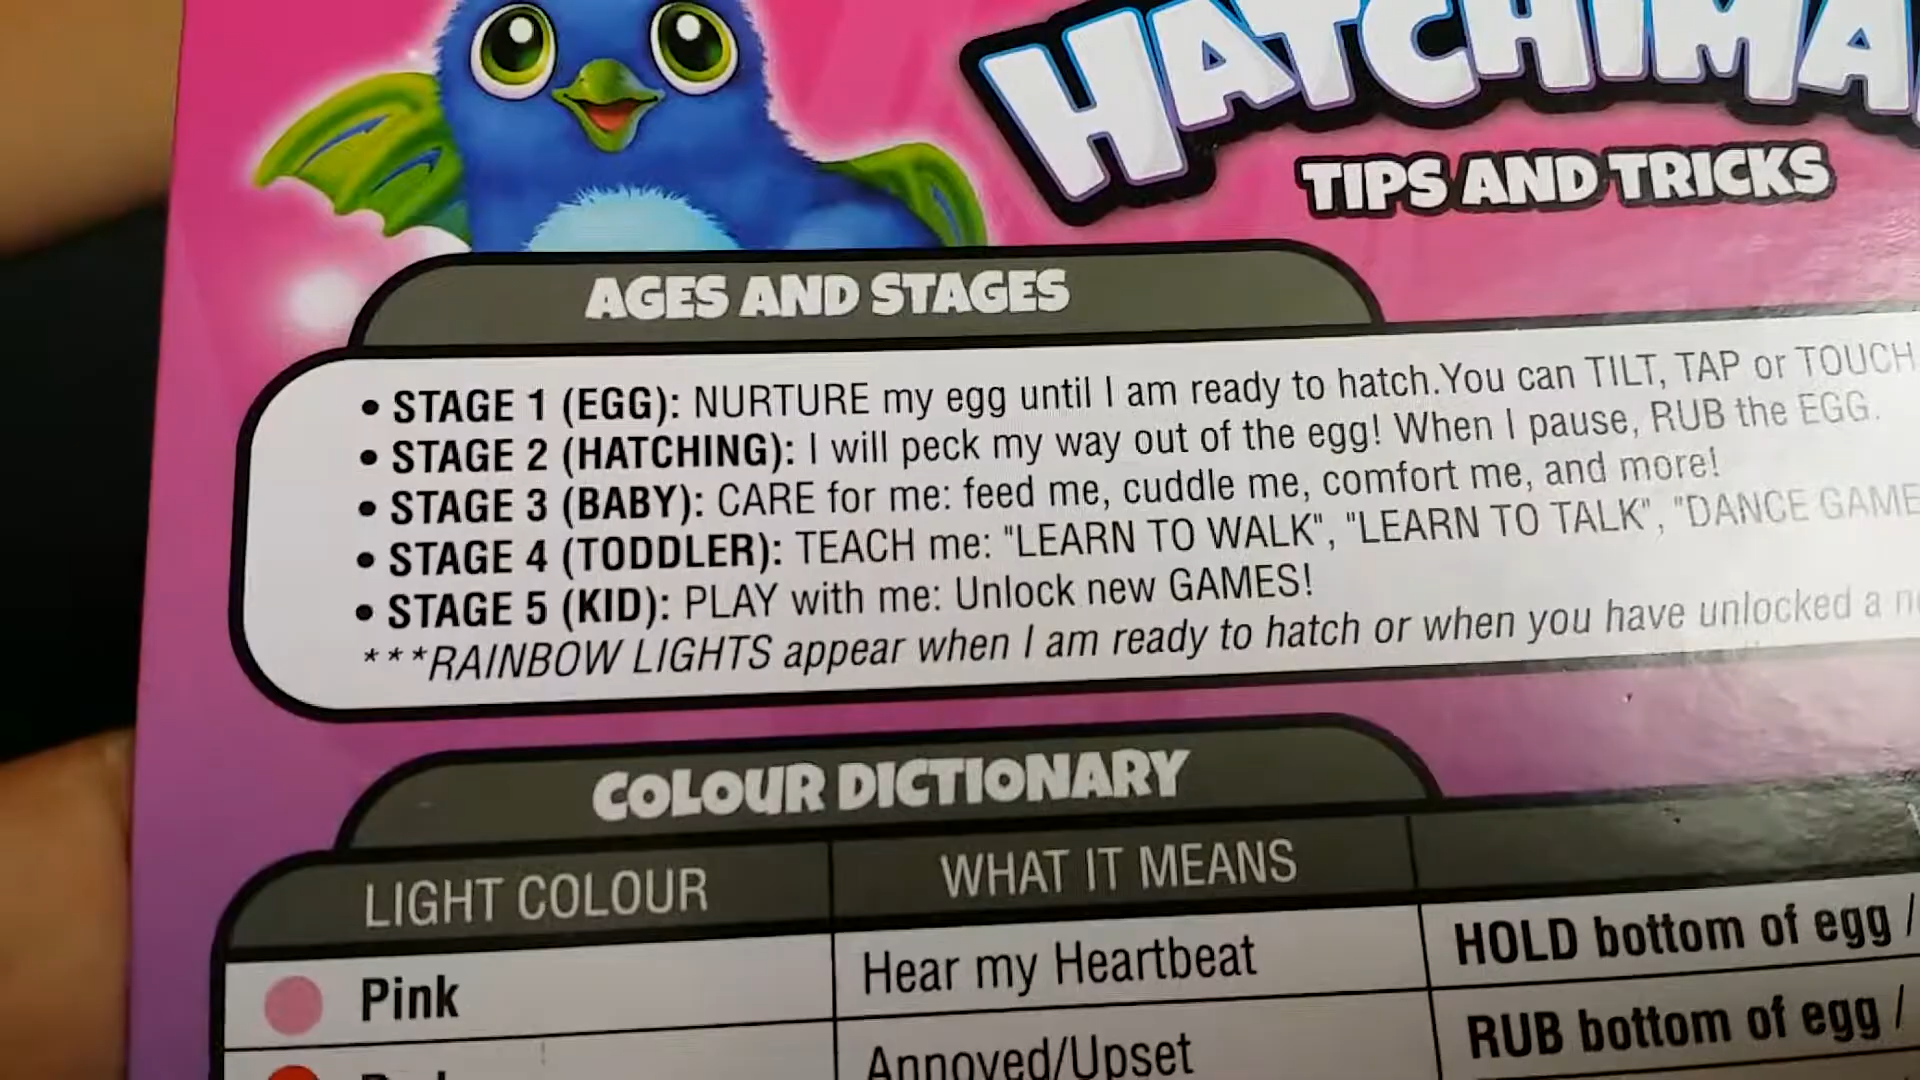 HATCHIMA
TIPS AND TRICKS
AGES AND STAGES
• STAGE 1 (EGG): NURTURE my egg until I am ready to hatch.You can TILT, TAP or TOUCH
• STAGE 2 (HATCHING): I will peck my way out of the egg! When I pause, RUB the EGG.
• STAGE 3 (BABY): CARE for me: feed me, cuddle me, comfort me, and more!
• STAGE 4 (TODDLER): TEACH me: "LEARN TO WALK", "LEARN TO TALK", "DANCE GAME
• STAGE 5 (KID): PLAY with me: Unlock new GAMES!
***RAINBOW LIGHTS appear when I am ready to hatch or when you have unlocked a
COLOUR DICTIONARY
LIGHT COLOUR WHAT IT MEANS
Pink Hear my Heartbeat HOLD bottom of egg /
Annoyed/Upset RUB bottom of egg /